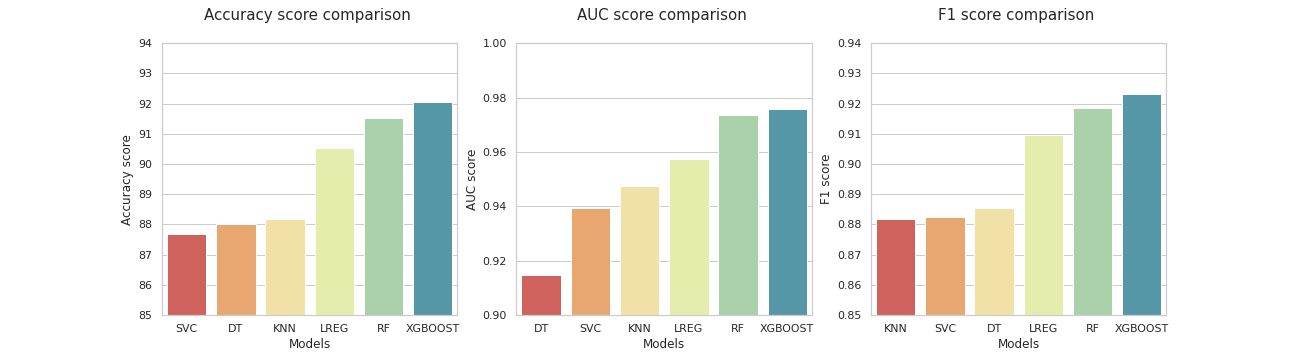 Accuracy score comparison
94
93
92
91
90
89
88
87
86
85
Accuracy score
SVC DT KNN LREG RF XGBOOST
Models
AUC score comparison
1.00
0.98
0.96
0.94
0.92
0.90
AUC score
DT SVC KNN LREG RF XGBOOST
Models
F1 score comparison
0.94
0.93
0.92
0.91
0.90
0.89
0.88
0.87
0.86
0.85
F1 score
KNN SVC DT LREG RF XGBOOST
Models